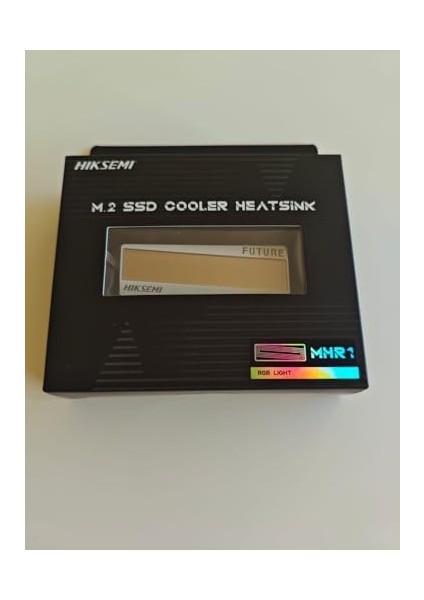 HIKSEMI
M.2 SSD COOLER HEATSINK
FUTURE
HIKSEMI
MHR1
RGB LIGHT